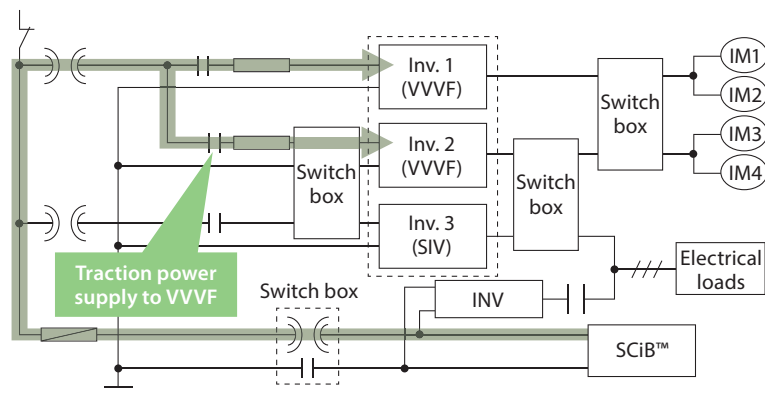 Inv. 1
(VVVF)
IM1
IM2
Switch
box
Inv. 2
(VVVF)
IM3
IM4
Switch
box
Switch
box
Inv. 3
(SIV)
Traction power
supply to VVVF
Electrical
loads
Switch box
INV
SCiB™